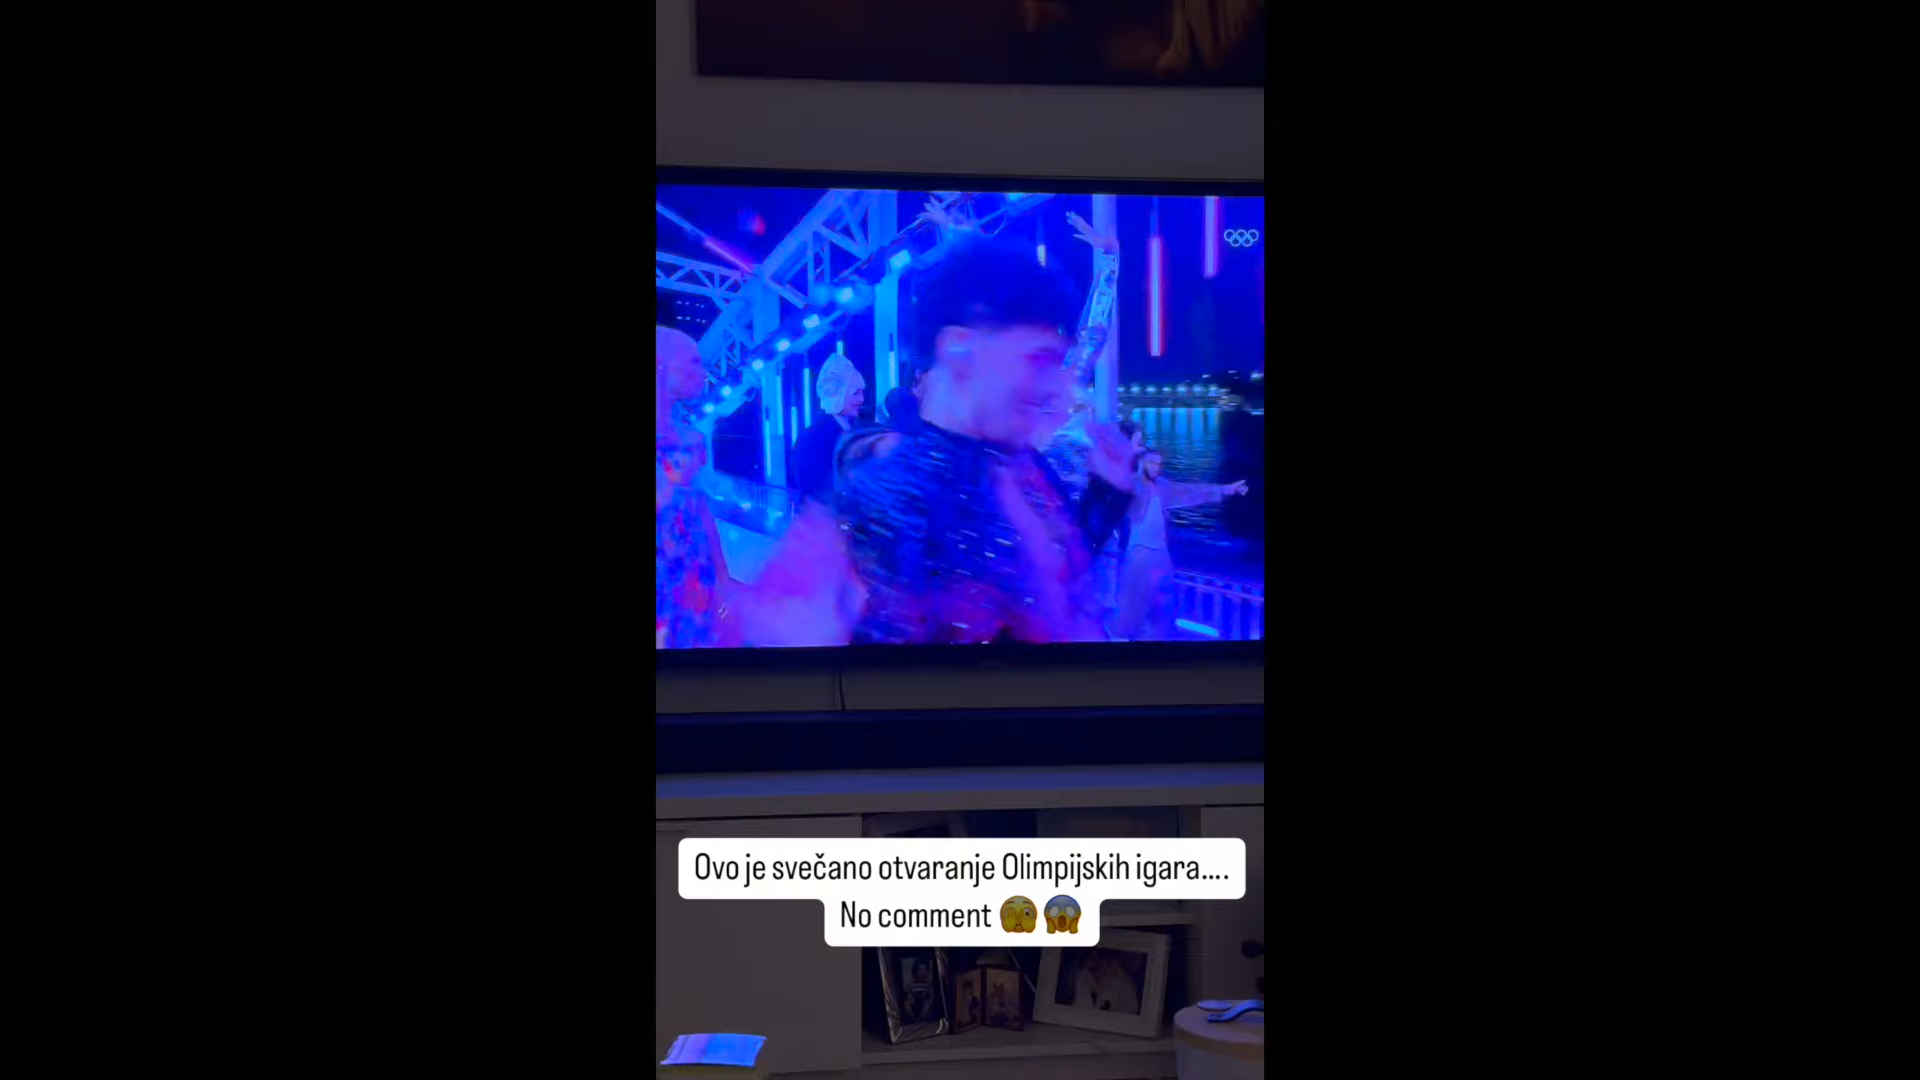 Ovo je svečano otvaranje Olimpijskih igara....
No comment 🫣😱